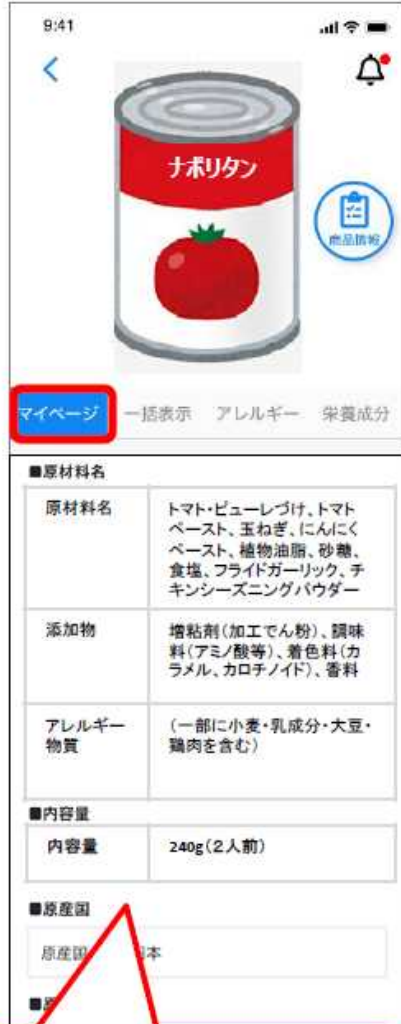 9:41
ナポリタン
商品情報
マイページ 一括表示 アレルギー 栄養成分
■原材料名
原材料名
トマト・ピューレづけ、トマト
ペースト、玉ねぎ、にんにく
ペースト、植物油脂、砂糖、
食塩、フライドガーリック、チ
キンシーズニングパウダー
添加物
増粘剤(加工でん粉)、調味
料(アミノ酸等)、着色料(カ
ラメル、カロチノイド)、香料
アレルギー
物質
(一部に小麦・乳成分・大豆・
鶏肉を含む)
■内容量
内容量 240g(2人前)
■原産国
原産国 本